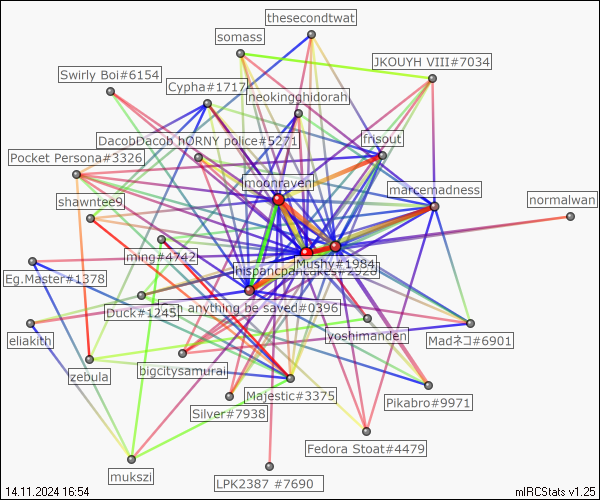 thesecondtwat
somass
JKOUYH VIII#7034
Swirly Boi#6154
Cypha#1717
neokingghidorah
DacobDacob hORNY police#5271
frisout
Pocket Persona#3326
moonraven
marcemadness
shawntee9
normalwan
ming#4742
Mushy#1984
hispancpancakes#2928
Eg.Master#1378
anything be saved#0396
Duck#1245
eliakith
yoshimanden
Madネコ#6901
zebula
bigcitysamurai
Majestic#3375
Pikabro#9971
Silver#7938
Fedora Stoat#4479
mukszi
LPK2387 #7690
14.11.2024 16:54
mIRCStats v1.25